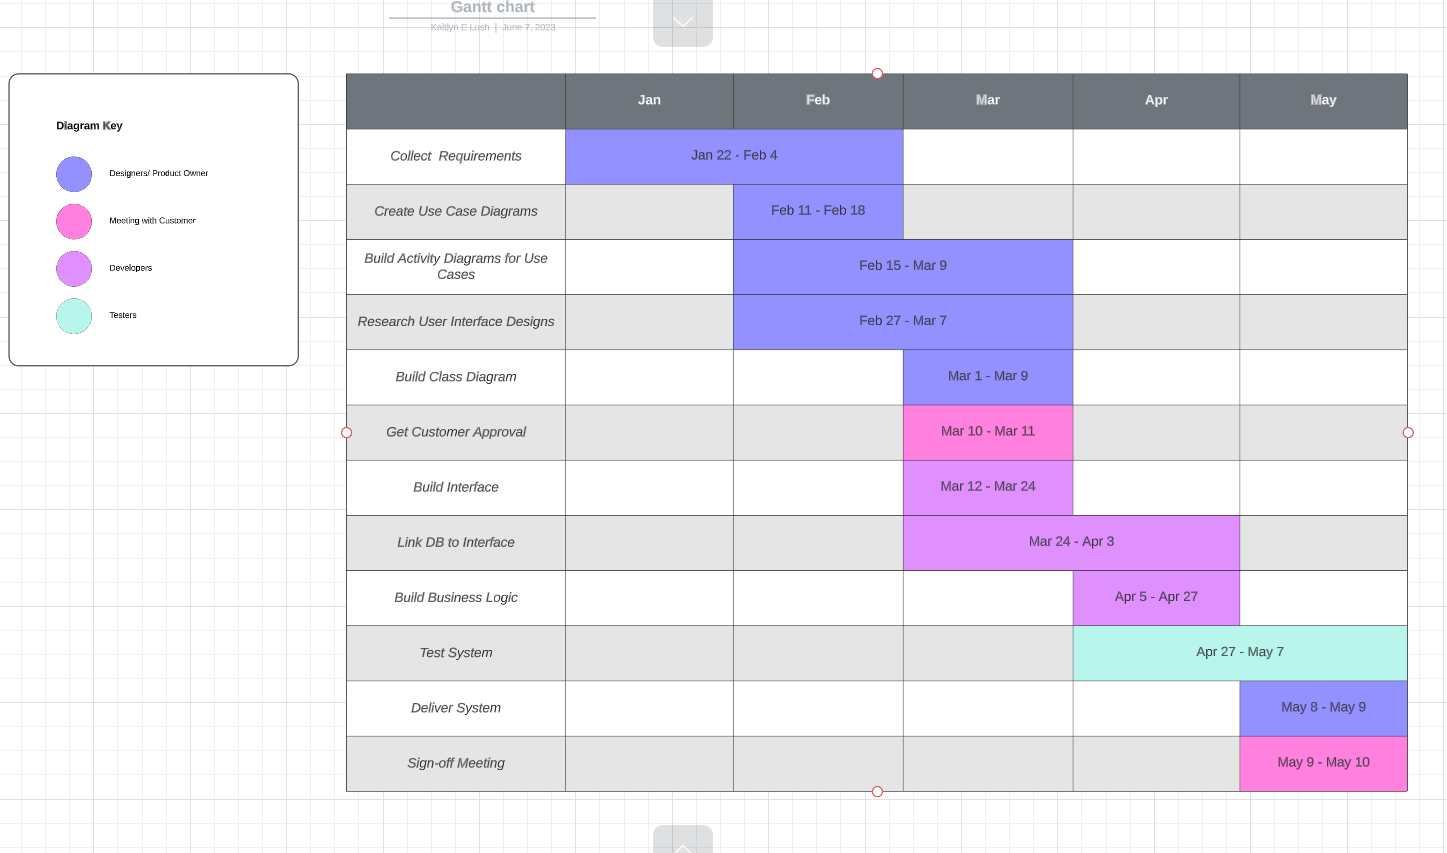 Gantt chart
Kaitlyn E Lush | June 7, 2023
Diagram Key
Designers/ Product Owner
Meeting with Customer
Developers
Testers
Jan Feb Mar Apr May
Collect Requirements Jan 22 - Feb 4
Create Use Case Diagrams Feb 11 - Feb 18
Build Activity Diagrams for Use
Cases
Feb 15 - Mar 9
Research User Interface Designs Feb 27 - Mar 7
Build Class Diagram Mar 1 - Mar 9
Get Customer Approval Mar 10 - Mar 11
Build Interface Mar 12 - Mar 24
Link DB to Interface Mar 24 - Apr 3
Build Business Logic Apr 5 - Apr 27
Test System Apr 27 - May 7
Deliver System May 8 - May 9
Sign-off Meeting May 9 - May 10